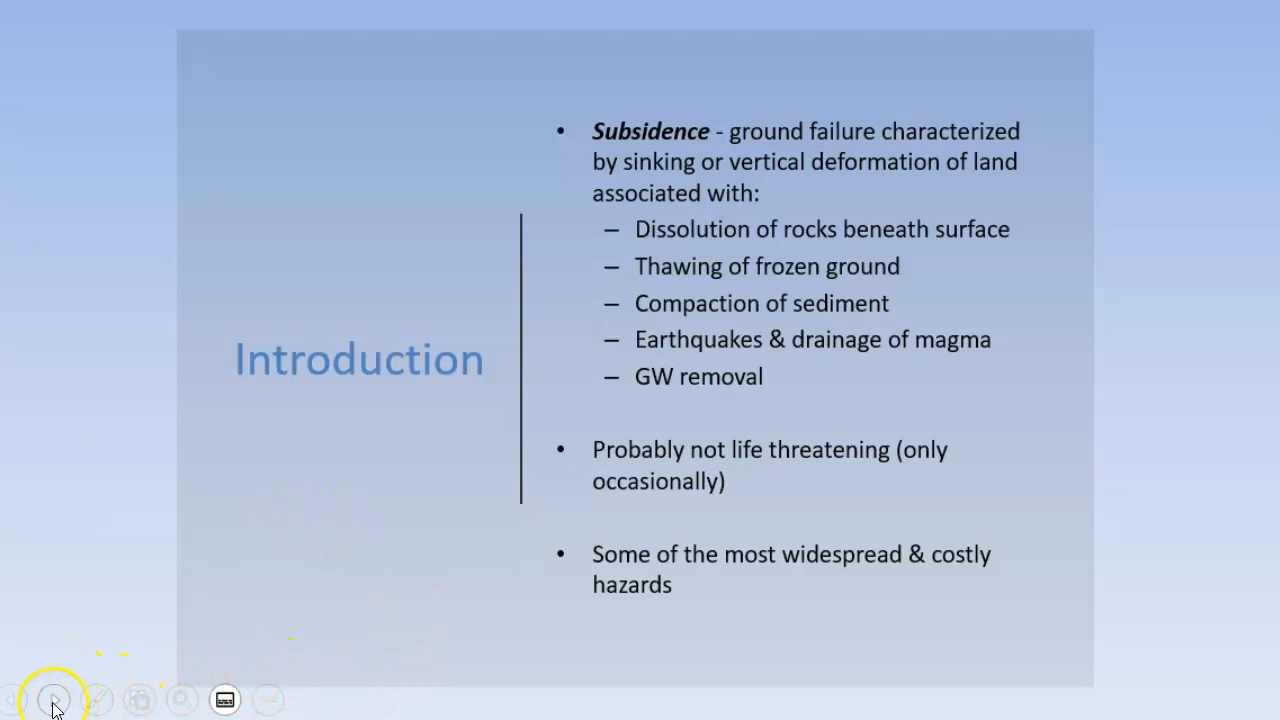 Introduction
• Subsidence - ground failure characterized
by sinking or vertical deformation of land
associated with:
– Dissolution of rocks beneath surface
– Thawing of frozen ground
– Compaction of sediment
– Earthquakes & drainage of magma
– GW removal
• Probably not life threatening (only
occasionally)
• Some of the most widespread & costly
hazards